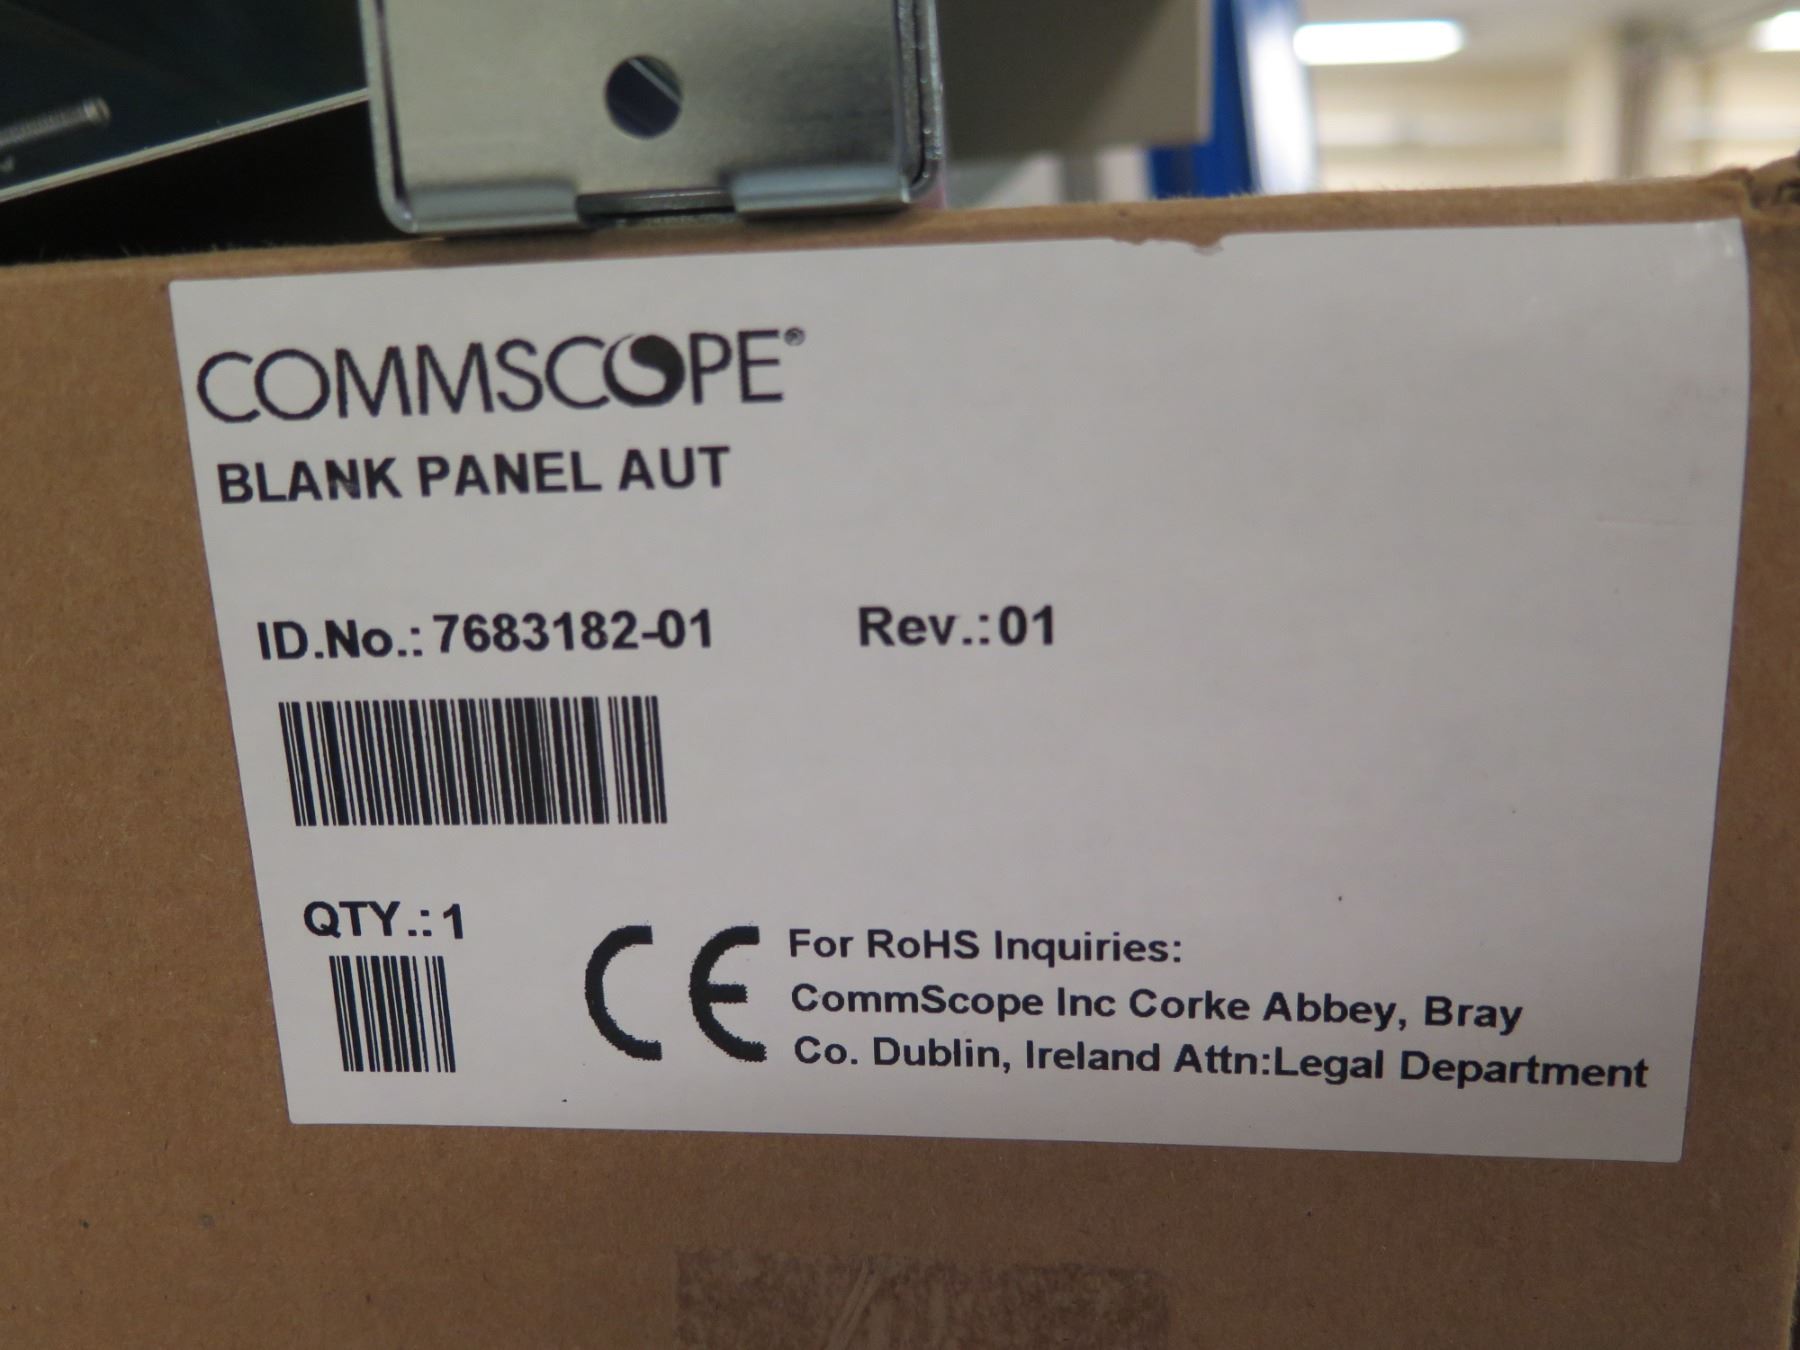 COMMSCOPE®
BLANK PANEL AUT
ID.No.: 7683182-01 Rev.:01
QTY.: 1
CE
For RoHS Inquiries:
CommScope Inc Corke Abbey, Bray
Co. Dublin, Ireland Attn:Legal Department